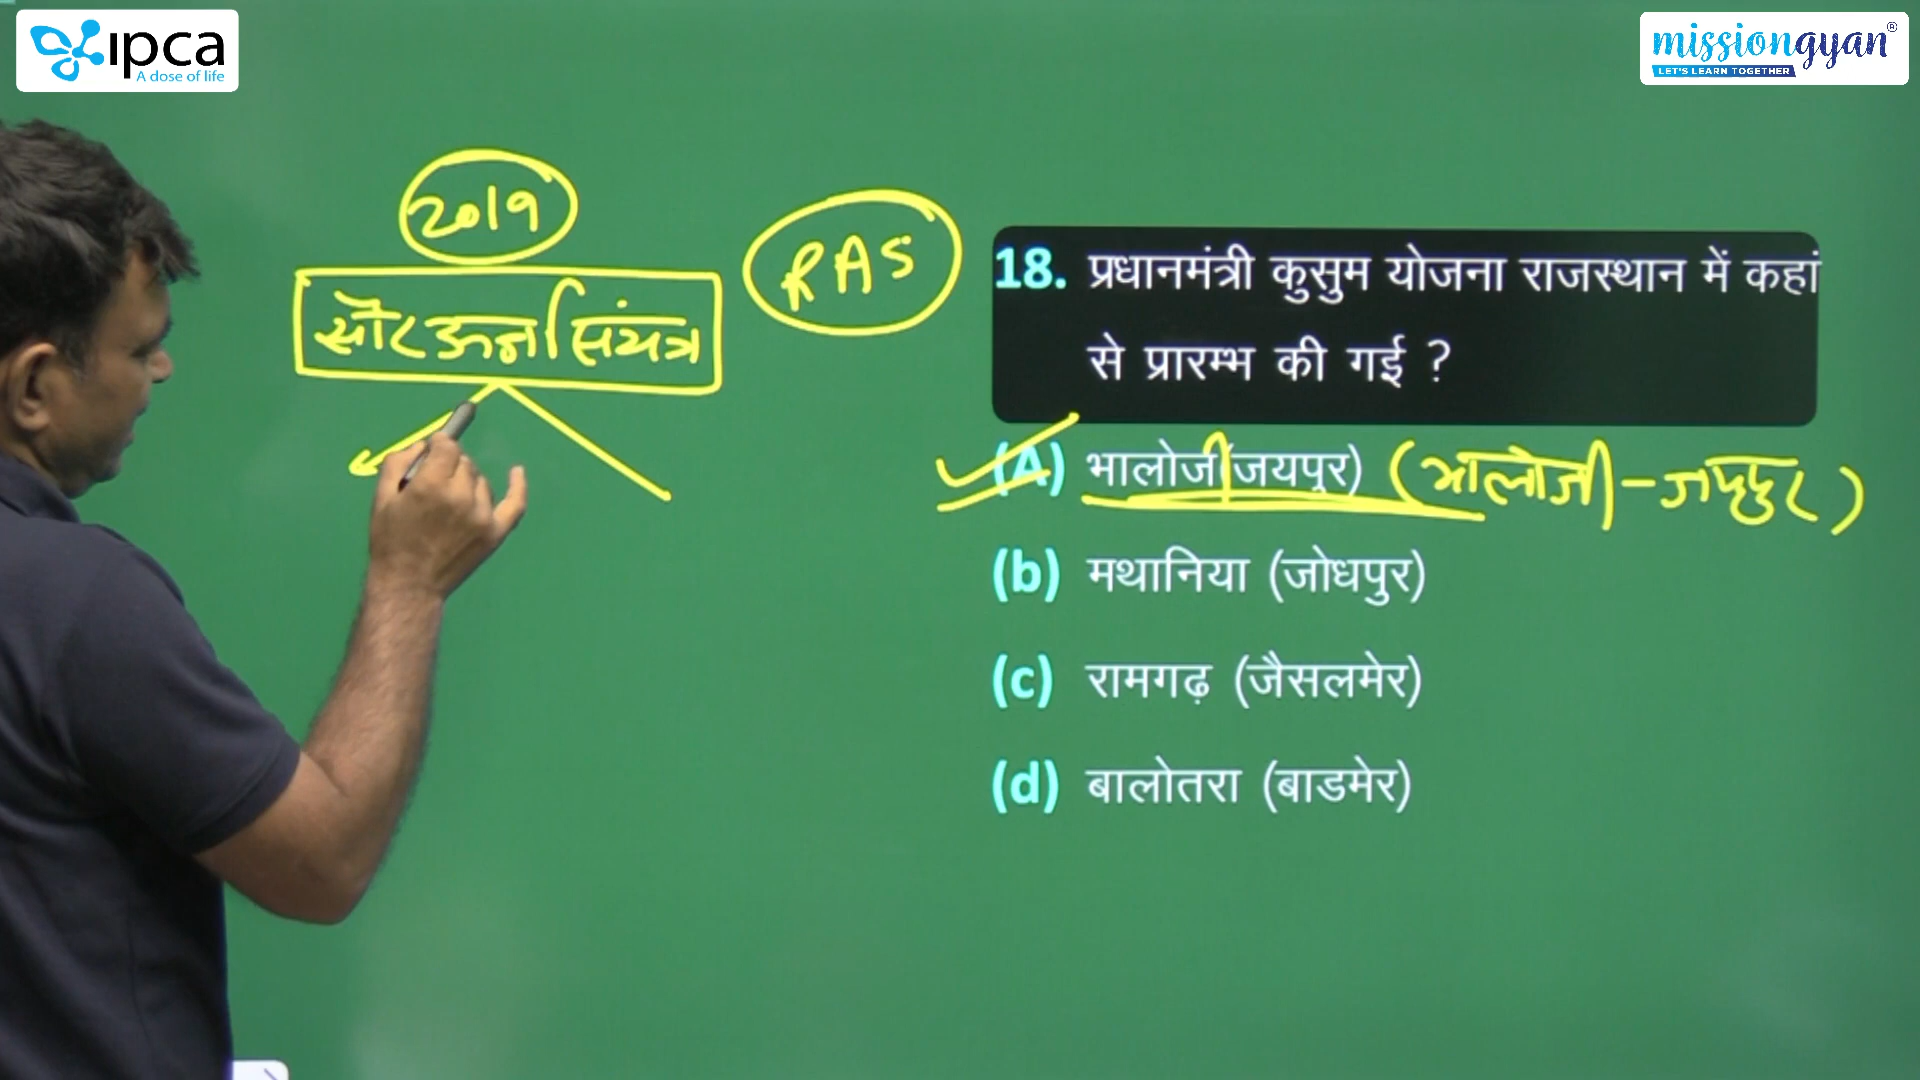 ipca
A dose of life
missiongyan®
LET'S LEARN TOGETHER
2019
सौर ऊर्जा संयंत्र
RAS
18. प्रधानमंत्री कुसुम योजना राजस्थान में कहां
से प्रारम्भ की गई ?
(A) भालोजी(जयपुर) (भालोजी-जयपुर)
(b) मथानिया (जोधपुर)
(c) रामगढ़ (जैसलमेर)
(d) बालोतरा (बाडमेर)